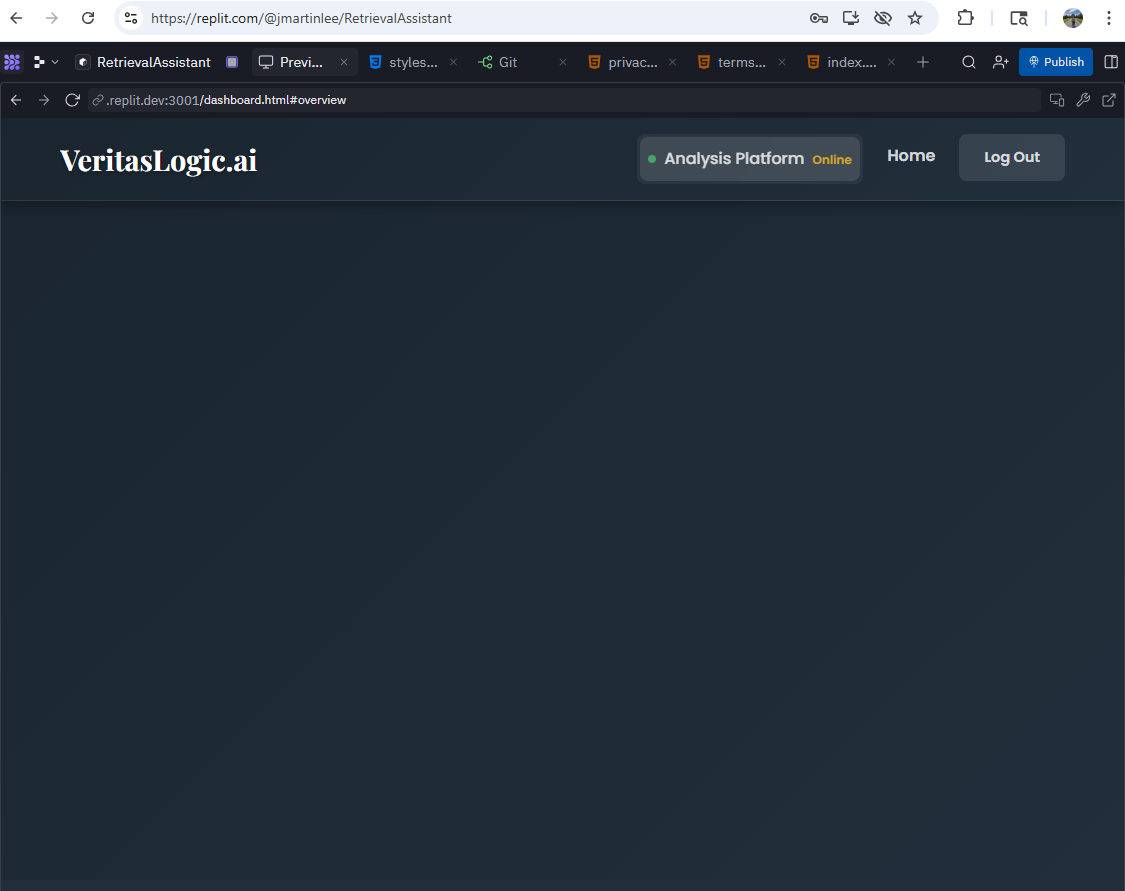 https://replit.com/@jmartinlee/RetrievalAssistant
RetrievalAssistant Previ... styles... Git privac... terms... index.... Publish
.replit.dev:3001/dashboard.html#overview
VeritasLogic.ai Analysis Platform Online Home Log Out